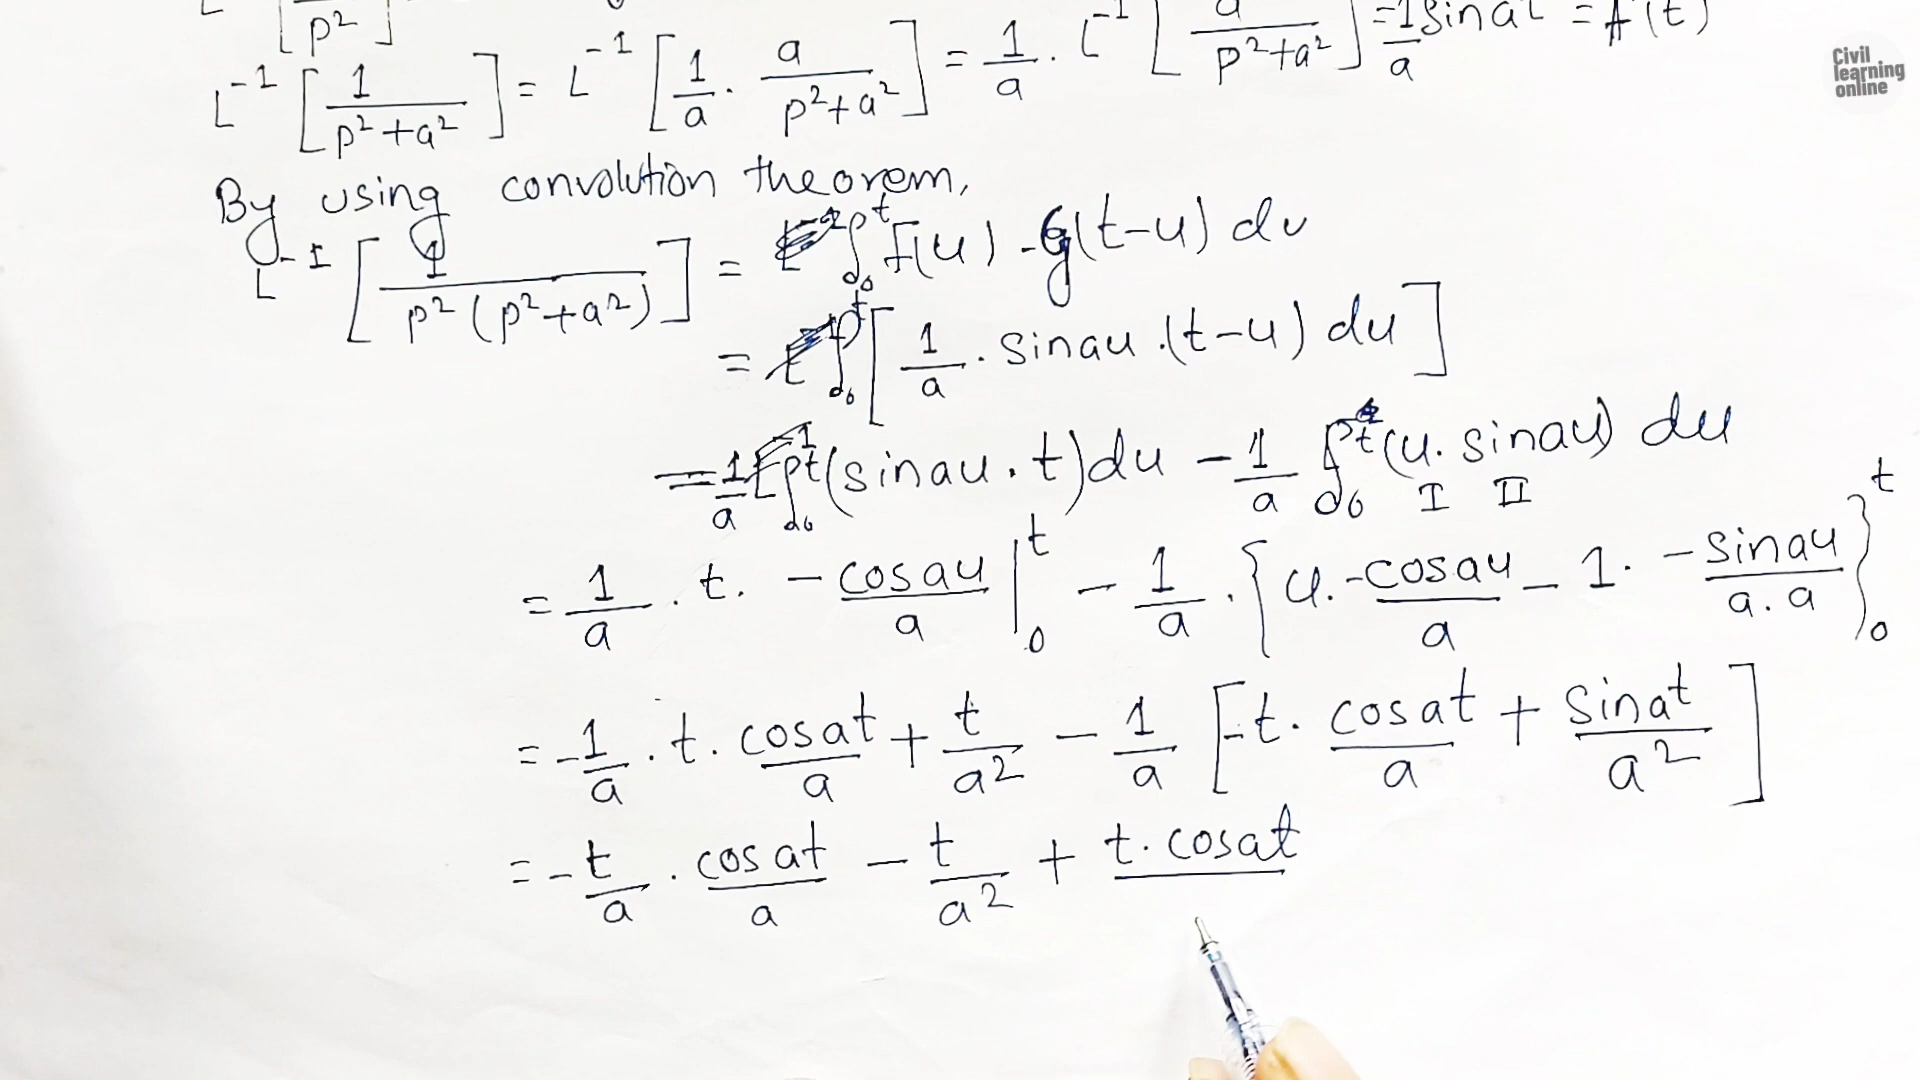 L⁻¹ [1/p²]
L⁻¹ [1/(p²+a²)] = L⁻¹ [1/a · a/(p²+a²)] = 1/a · L⁻¹ [a/(p²+a²)] = 1/a sinat = F(t)
Civil
learning
online
By using convolution theorem,
L⁻¹ [1/(p²(p²+a²))] = ∫₀ᵗ F(u) · G(t-u) du
= ∫₀ᵗ [1/a · sinau · (t-u) du]
= 1/a ∫₀ᵗ (sinau · t) du - 1/a ∫₀ᵗ (u · sinau) du
I II
= 1/a · t · -cosau/a |₀ᵗ - 1/a · {u · -cosau/a - 1 · -sinau/(a.a)}₀ᵗ
= -1/a · t · cosat/a + t/a² - 1/a [-t · cosat/a + sinat/a²]
= -t/a · cosat/a - t/a² + t · cosat